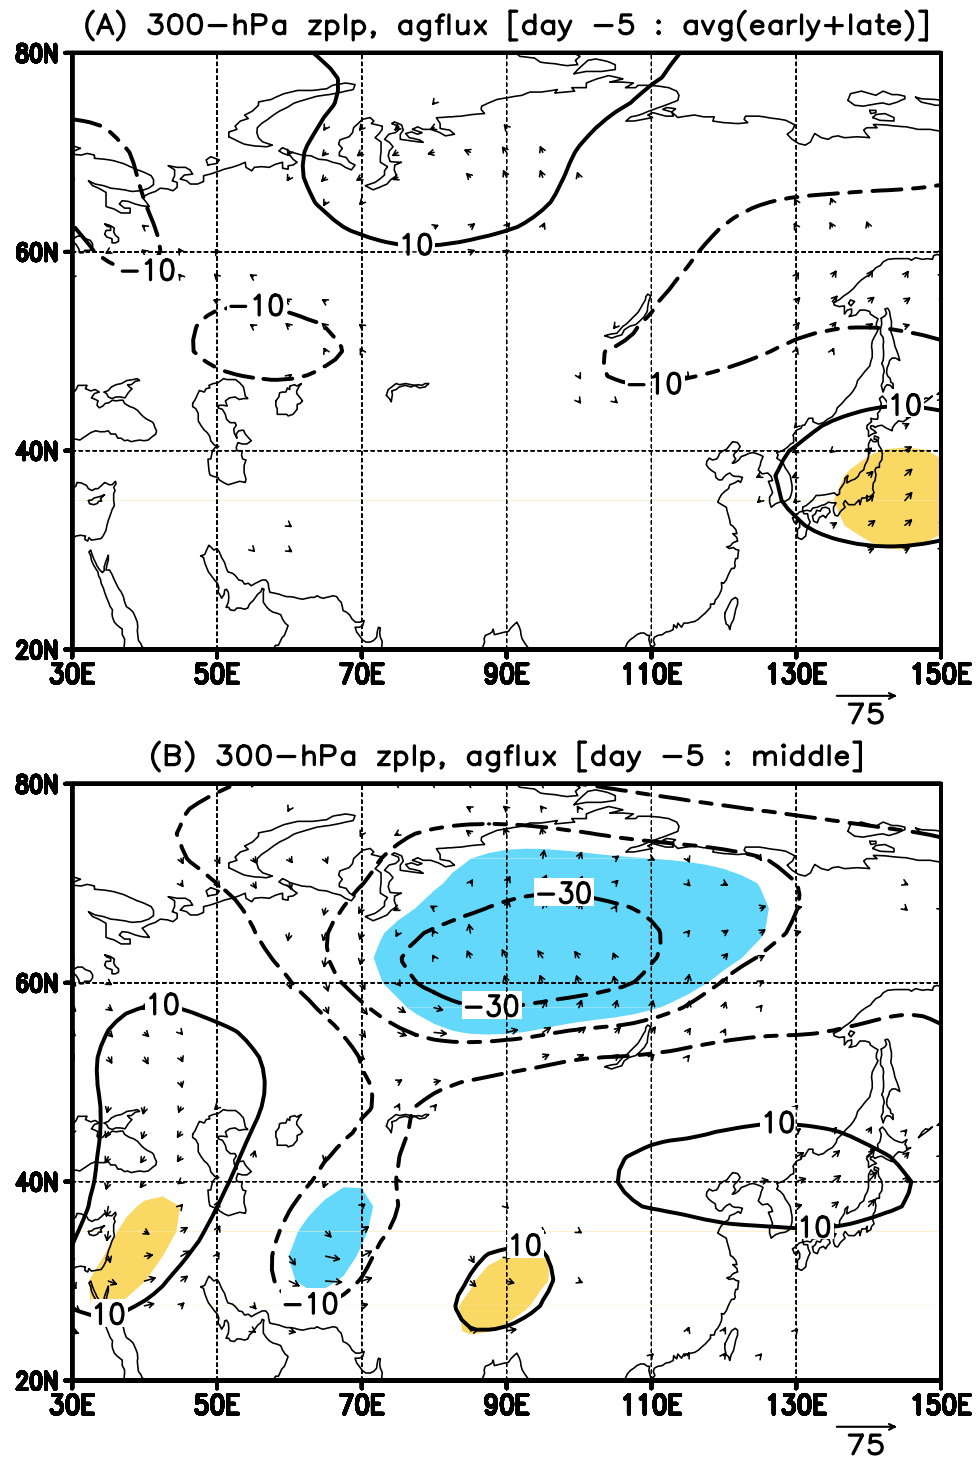 (A) 300-hPa zplp, agflux [day -5 : avg(early+late)]
80N
10
60N
-10
-10
-10
10
40N
20N
30E 50E 70E 90E 110E 130E 150E
75
(B) 300-hPa zplp, agflux [day -5 : middle]
80N
-30
60N
-30
10
10
40N
10
10
-10
10
20N
30E 50E 70E 90E 110E 130E 150E
75